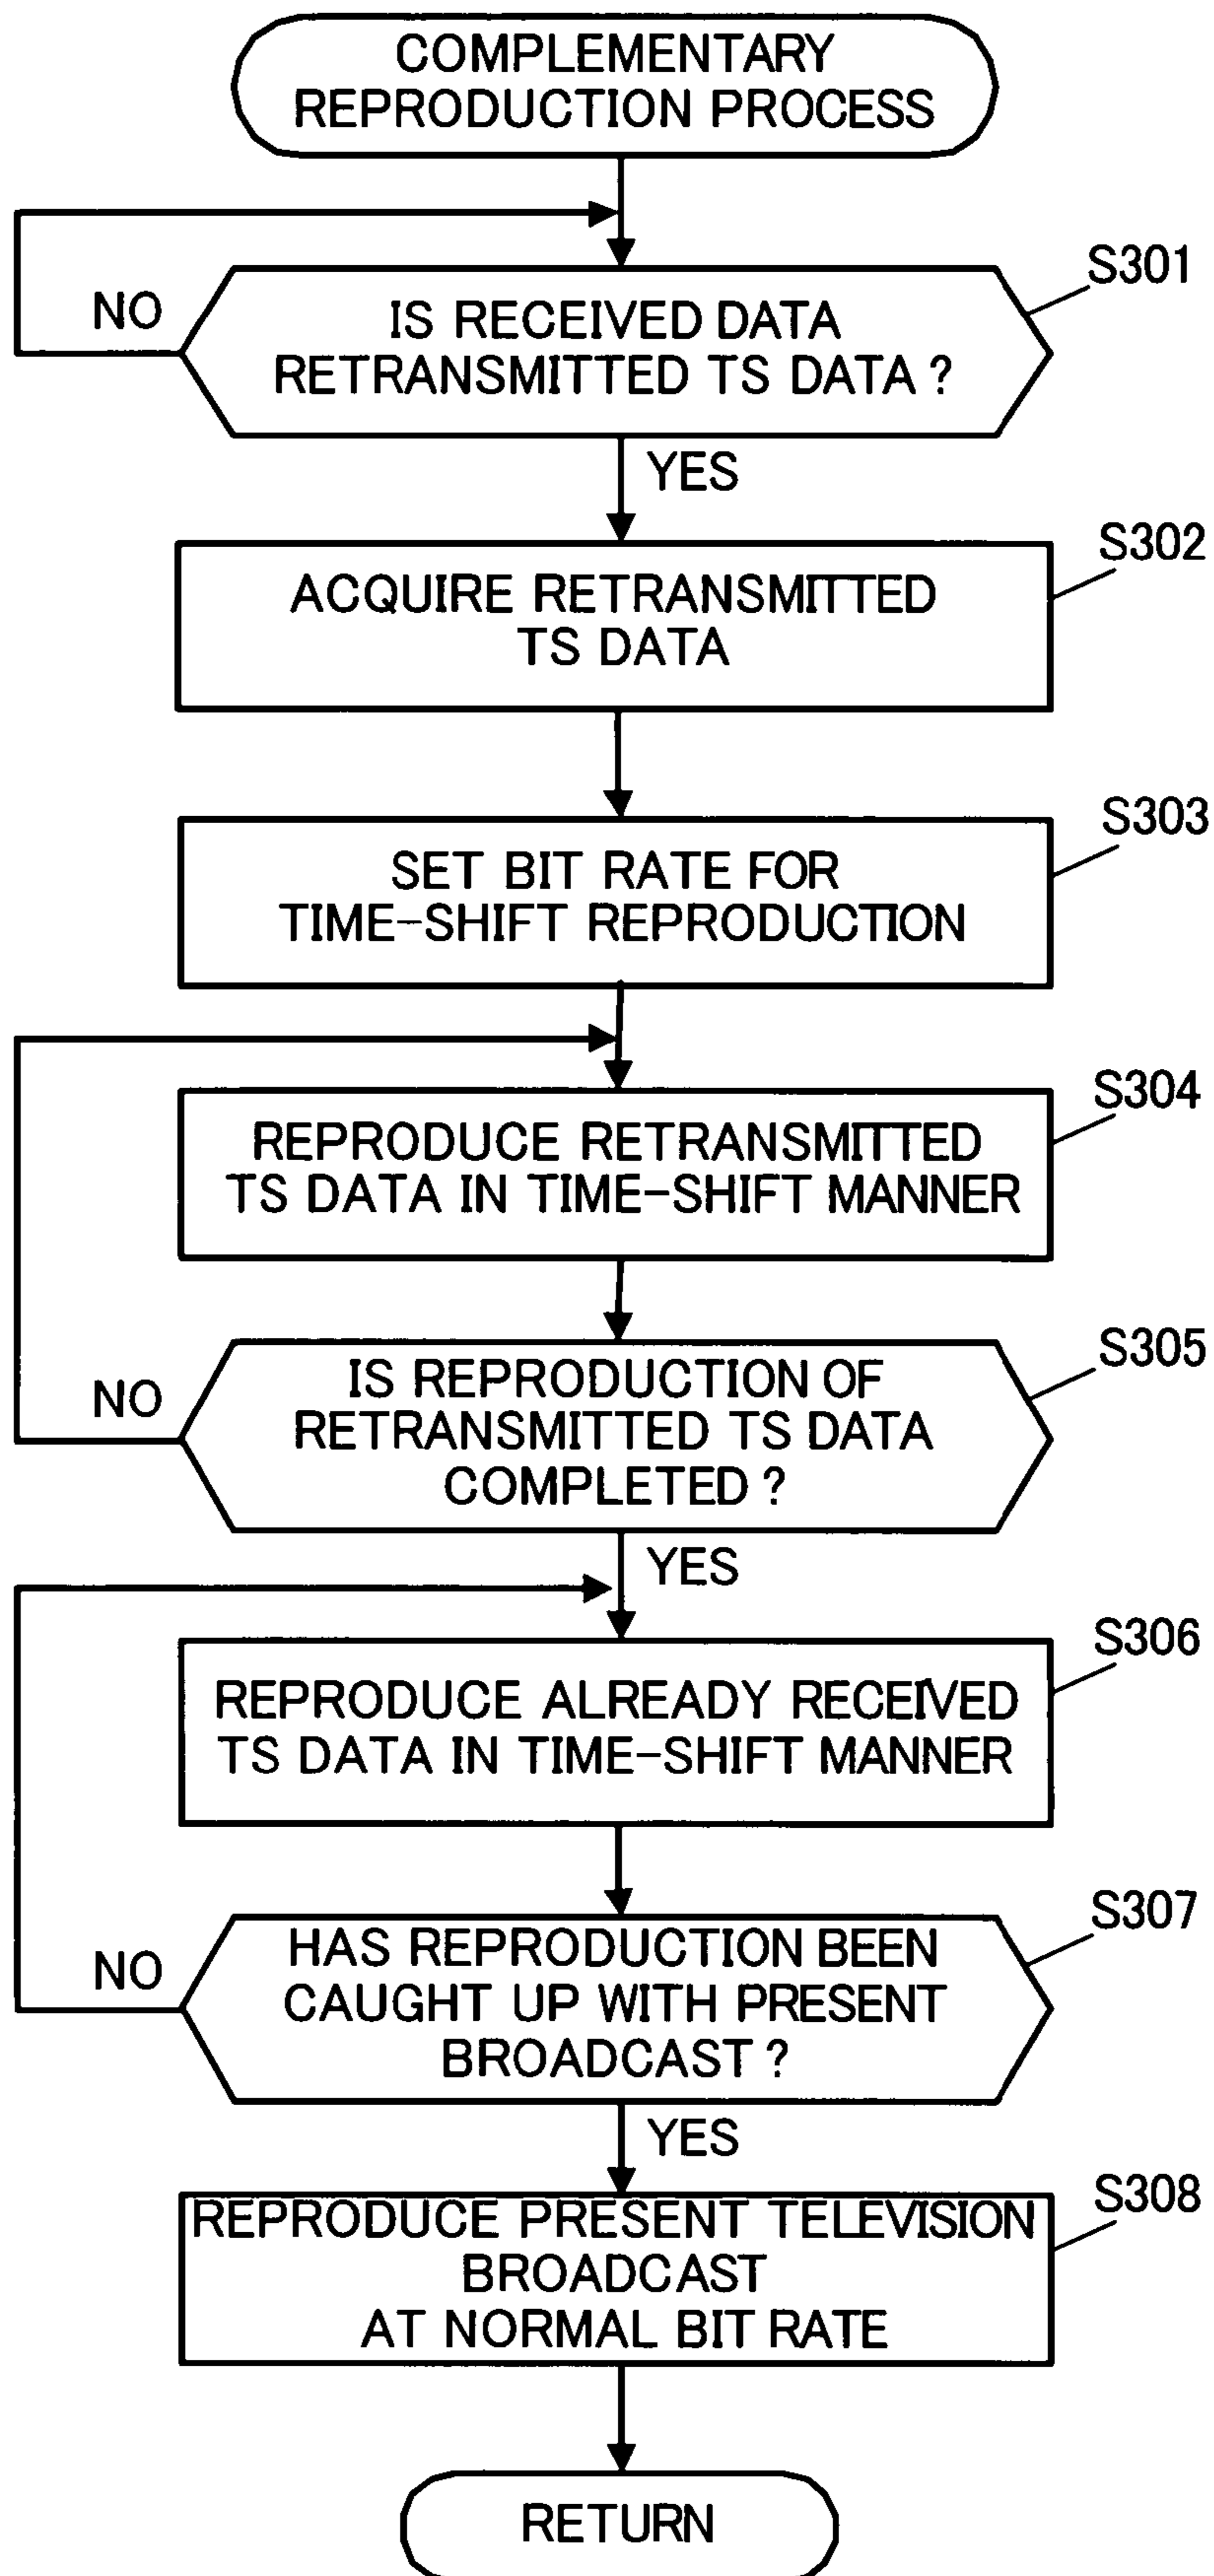 COMPLEMENTARY
REPRODUCTION PROCESS
S301
NO
IS RECEIVED DATA
RETRANSMITTED TS DATA ?
YES
S302
ACQUIRE RETRANSMITTED
TS DATA
S303
SET BIT RATE FOR
TIME-SHIFT REPRODUCTION
S304
REPRODUCE RETRANSMITTED
TS DATA IN TIME-SHIFT MANNER
S305
NO
IS REPRODUCTION OF
RETRANSMITTED TS DATA
COMPLETED ?
YES
S306
REPRODUCE ALREADY RECEIVED
TS DATA IN TIME-SHIFT MANNER
S307
NO
HAS REPRODUCTION BEEN
CAUGHT UP WITH PRESENT
BROADCAST ?
YES
S308
REPRODUCE PRESENT TELEVISION
BROADCAST
AT NORMAL BIT RATE
RETURN